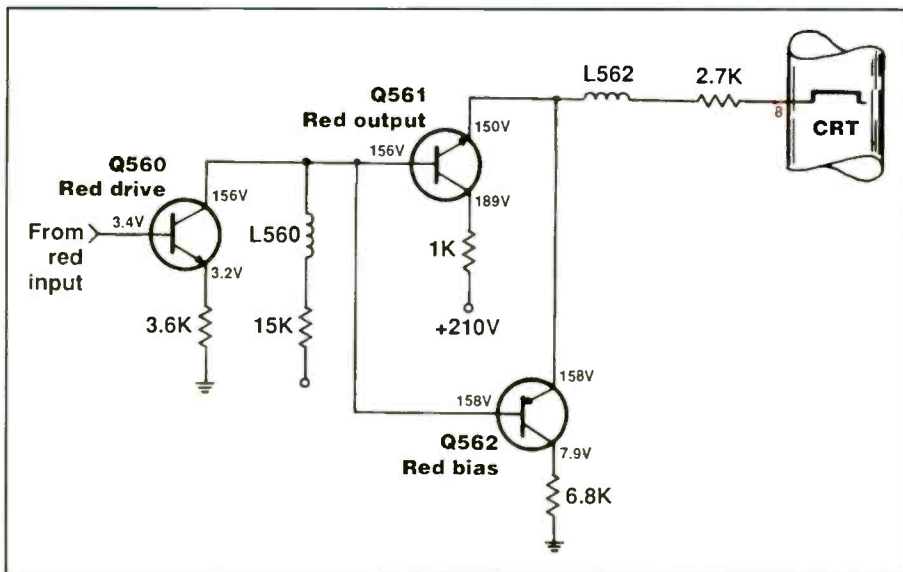 L562
2.7K
8
CRT
Q561
Red output
150V
156V
189V
1K
+210V
Q560
Red drive
156V
3.4V
From
red
input
3.2V
3.6K
L560
15K
158V
158V
Q562
Red bias
7.9V
6.8K